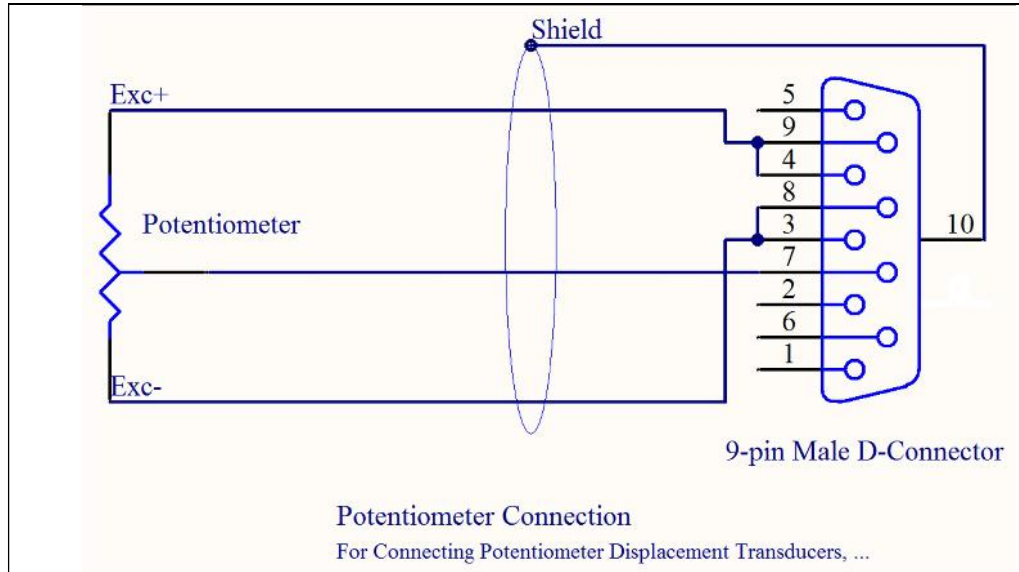 Shield
Exc+
5
9
4
8
Potentiometer
3
10
7
2
6
1
Exc-
9-pin Male D-Connector
Potentiometer Connection
For Connecting Potentiometer Displacement Transducers, ...